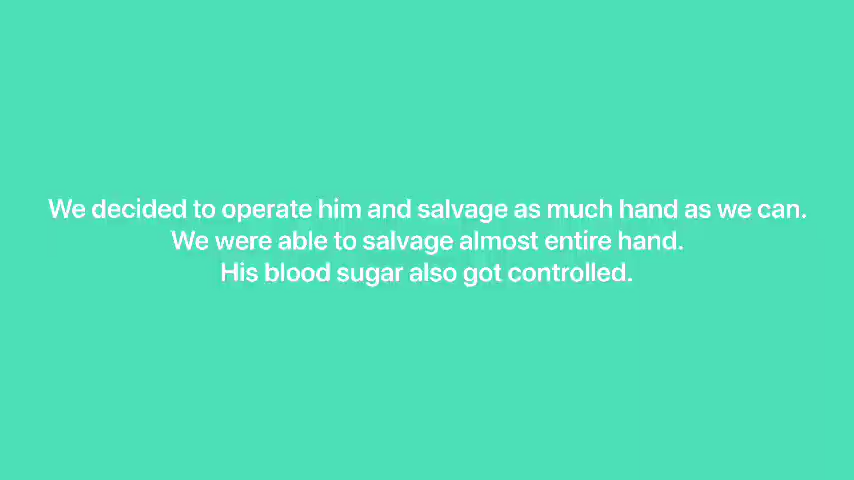 We decided to operate him and salvage as much hand as we can.
We were able to salvage almost entire hand.
His blood sugar also got controlled.